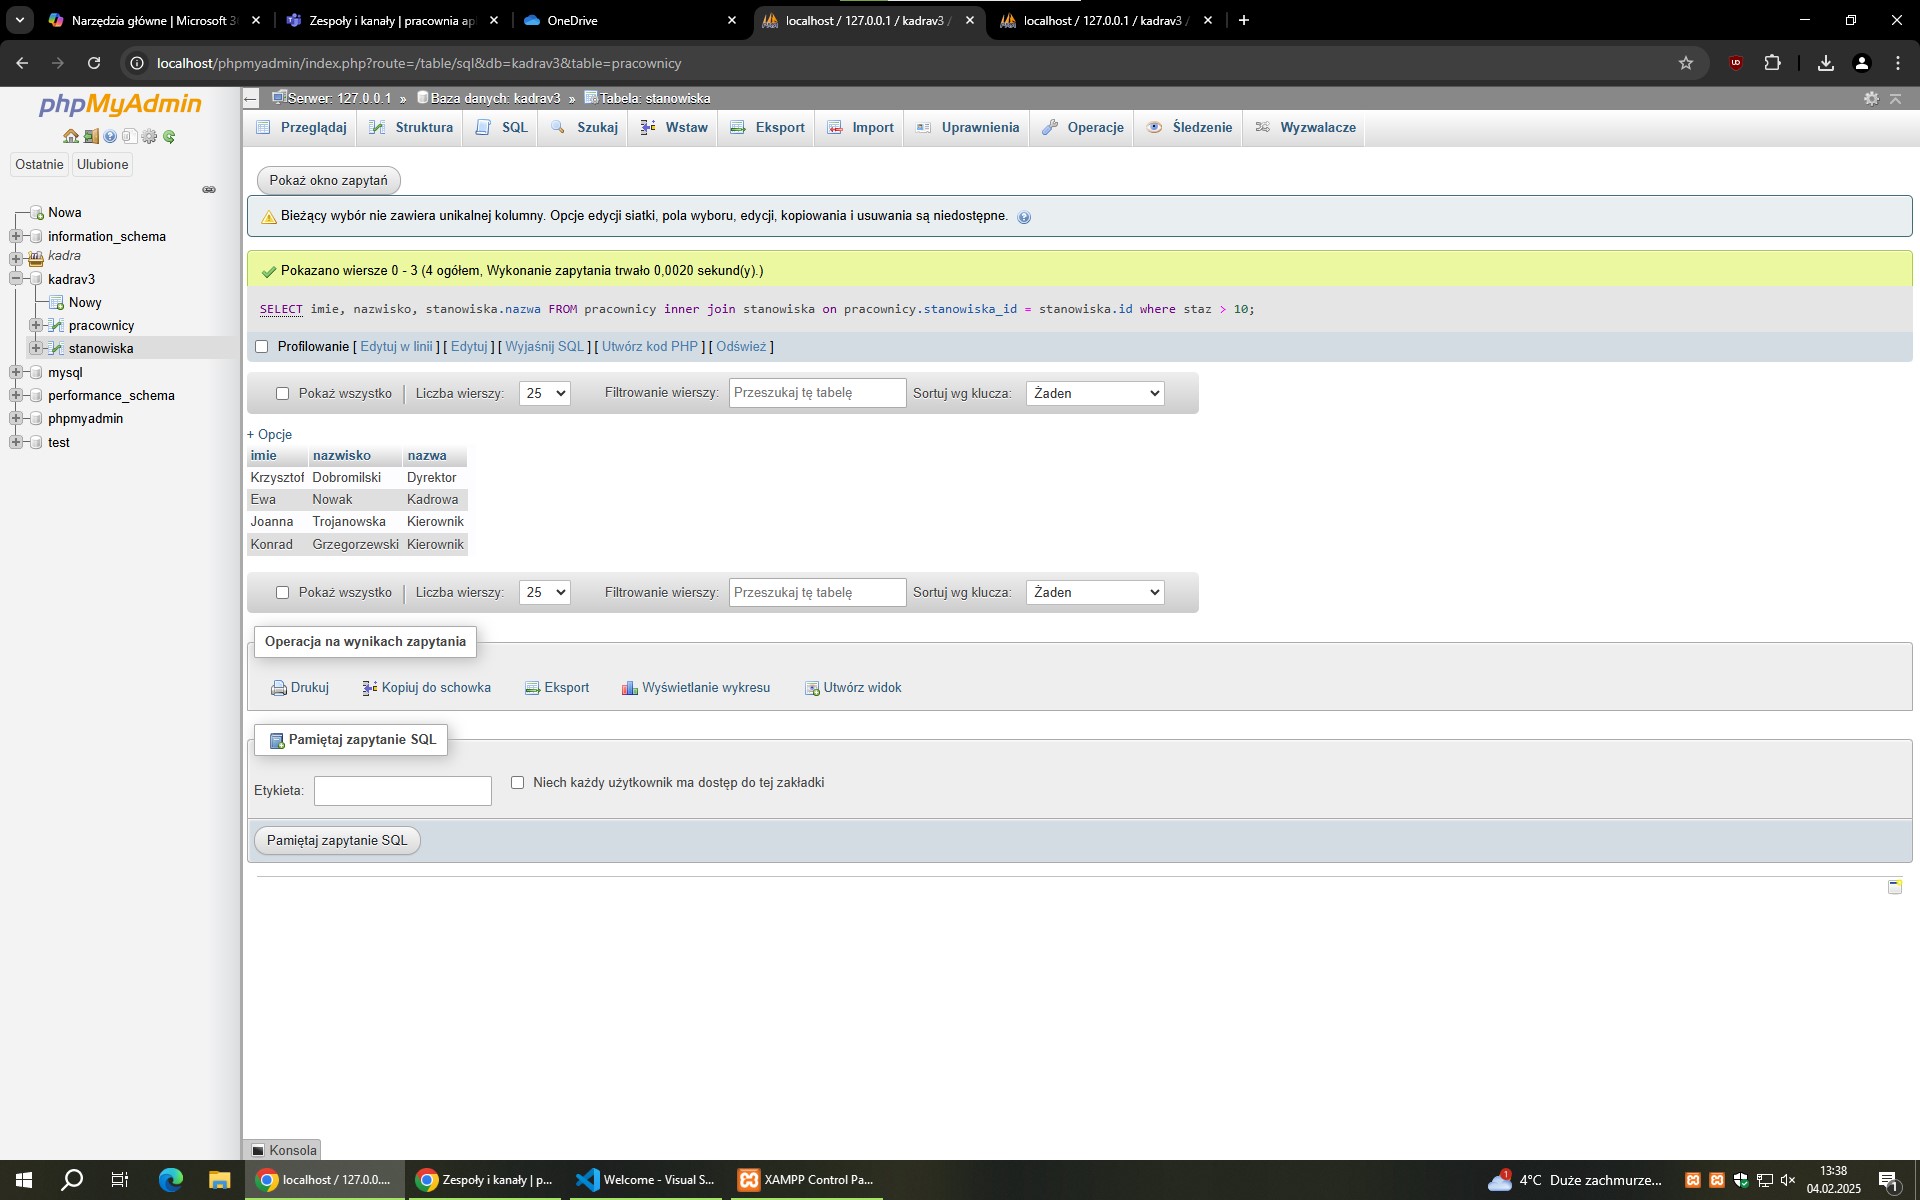 Narzędzia główne | Microsoft 3
Zespoły i kanały | pracownia ap
OneDrive
localhost / 127.0.0.1 / kadrav3 /
localhost / 127.0.0.1 / kadrav3 /
localhost/phpmyadmin/index.php?route=/table/sql&db=kadrav3&table=pracownicy
phpMyAdmin
Ostatnie Ulubione
Nowa
information_schema
kadra
kadrav3
Nowy
pracownicy
stanowiska
mysql
performance_schema
phpmyadmin
test
Serwer: 127.0.0.1 » Baza danych: kadrav3 » Tabela: stanowiska
Przeglądaj Struktura SQL Szukaj Wstaw Eksport Import Uprawnienia Operacje Śledzenie Wyzwalacze
Pokaż okno zapytań
Bieżący wybór nie zawiera unikalnej kolumny. Opcje edycji siatki, pola wyboru, edycji, kopiowania i usuwania są niedostępne.
Pokazano wiersze 0 - 3 (4 ogółem, Wykonanie zapytania trwało 0,0020 sekund(y).)
SELECT imie, nazwisko, stanowiska.nazwa FROM pracownicy inner join stanowiska on pracownicy.stanowiska_id = stanowiska.id where staz > 10;
Profilowanie [ Edytuj w linii ] [ Edytuj ] [ Wyjaśnij SQL ] [ Utwórz kod PHP ] [ Odśwież ]
Pokaż wszystko Liczba wierszy: 25 Filtrowanie wierszy: Przeszukaj tę tabelę Sortuj wg klucza: Żaden
+ Opcje
imie nazwisko nazwa
Krzysztof Dobromilski Dyrektor
Ewa Nowak Kadrowa
Joanna Trojanowska Kierownik
Konrad Grzegorzewski Kierownik
Pokaż wszystko Liczba wierszy: 25 Filtrowanie wierszy: Przeszukaj tę tabelę Sortuj wg klucza: Żaden
Operacja na wynikach zapytania
Drukuj Kopiuj do schowka Eksport Wyświetlanie wykresu Utwórz widok
Pamiętaj zapytanie SQL
Etykieta: Niech każdy użytkownik ma dostęp do tej zakładki
Pamiętaj zapytanie SQL
Konsola
localhost / 127.0.0....
Zespoły i kanały | p...
Welcome - Visual S...
XAMPP Control Pa...
1
4°C Duże zachmurze...
13:38
04.02.2025
1